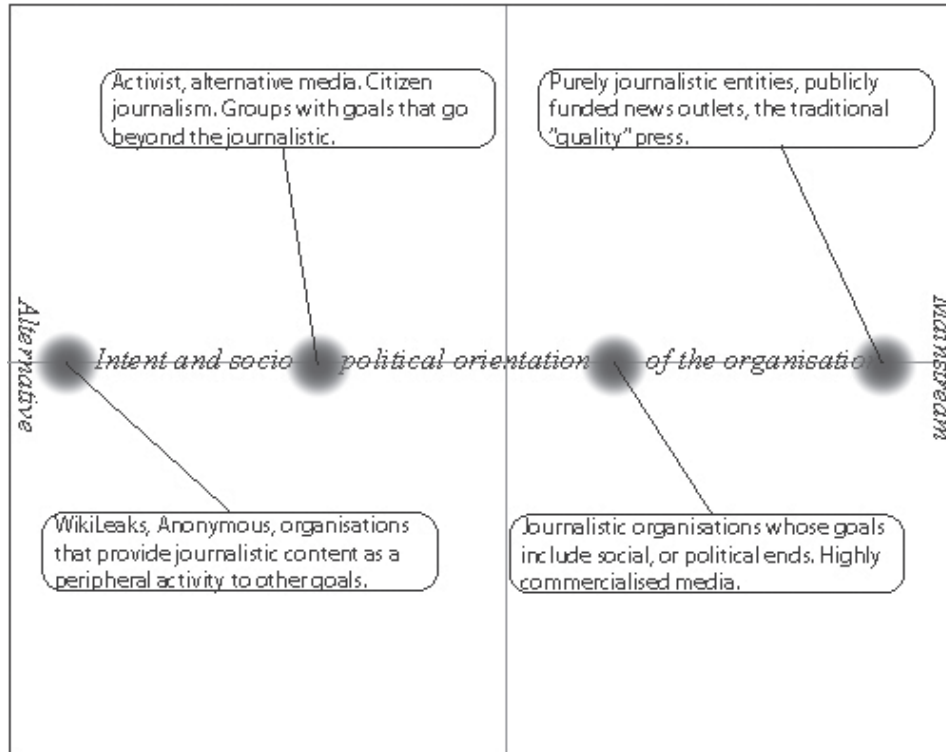 Activist, alternative media. Citizen
journalism. Groups with goals that go
beyond the journalistic.
Purely journalistic entities, publicly
funded news outlets, the traditional
"quality" press.
Alternative
Intent and socio political orientation of the organisation
Mainstream
WikiLeaks, Anonymous, organisations
that provide journalistic content as a
peripheral activity to other goals.
Journalistic organisations whose goals
include social, or political ends. Highly
commercialised media.